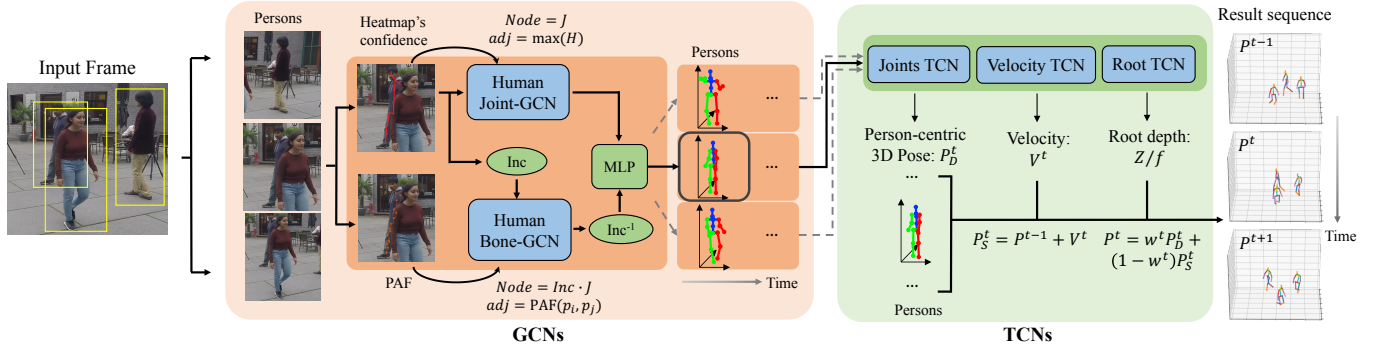 Input Frame
Persons
Heatmap's
confidence
Node = J
adj = max(H)
Human
Joint-GCN
Inc
MLP
Human
Bone-GCN
Inc⁻¹
PAF
Node = Inc · J
adj = PAF(pᵢ, pⱼ)
GCNs
Persons
...
...
...
Time
Joints TCN
Velocity TCN
Root TCN
Person-centric
3D Pose: P_D^t
Velocity:
V^t
Root depth:
Z/f
...
...
Persons
P_S^t = P^{t−1} + V^t
P^t = w^t P_D^t +
(1 − w^t)P_S^t
TCNs
Result sequence
P^{t−1}
P^t
P^{t+1}
Time